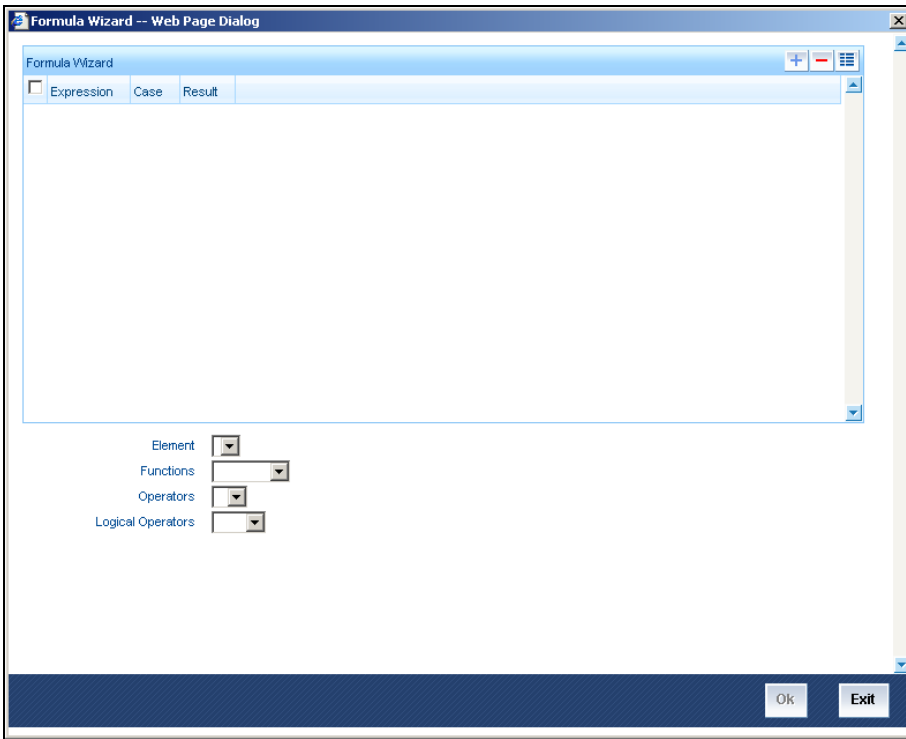 Formula Wizard -- Web Page Dialog
Formula Wizard
Expression Case Result
Element
Functions
Operators
Logical Operators
Ok Exit